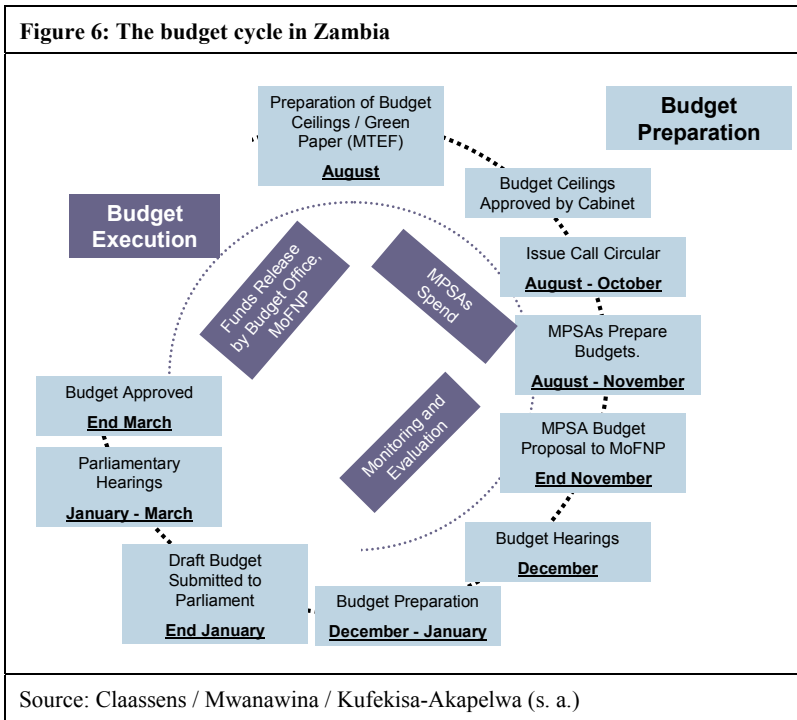 Figure 6: The budget cycle in Zambia
Preparation of Budget
Ceilings / Green
Paper (MTEF)
August
Budget
Preparation
Budget Ceilings
Approved by Cabinet
Issue Call Circular
August - October
MPSAs Prepare
Budgets.
August - November
MPSA Budget
Proposal to MoFNP
End November
Budget Hearings
December
Budget Preparation
December - January
Draft Budget
Submitted to
Parliament
End January
Parliamentary
Hearings
January - March
Budget Approved
End March
Budget
Execution
Funds Release
by Budget Office,
MoFNP
MPSAs
Spend
Monitoring and
Evaluation
Source: Claassens / Mwanawina / Kufekisa-Akapelwa (s. a.)